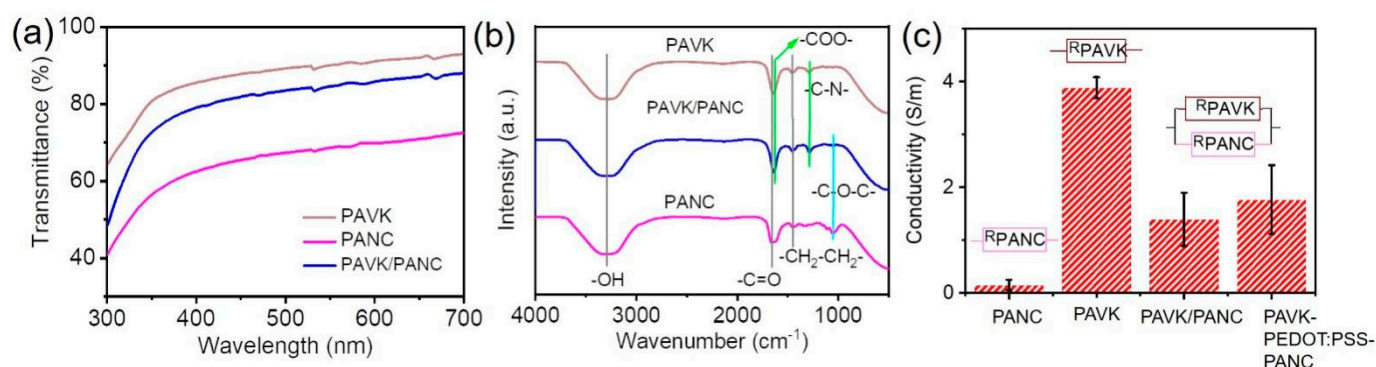 (a)
100
80
60
40
Transmittance (%)
PAVK
PANC
PAVK/PANC
300
400
500
600
700
Wavelength (nm)
(b)
Intensity (a.u.)
PAVK
-COO-
-C-N-
PAVK/PANC
-C-O-C-
PANC
-CH2-CH2-
-OH
-C=O
4000
3000
2000
1000
Wavenumber (cm-1)
(c)
Conductivity (S/m)
4
2
0
RPANC
RPAVK
RPAVK
RPANC
PANC
PAVK
PAVK/PANC
PAVK-
PEDOT:PSS-
PANC